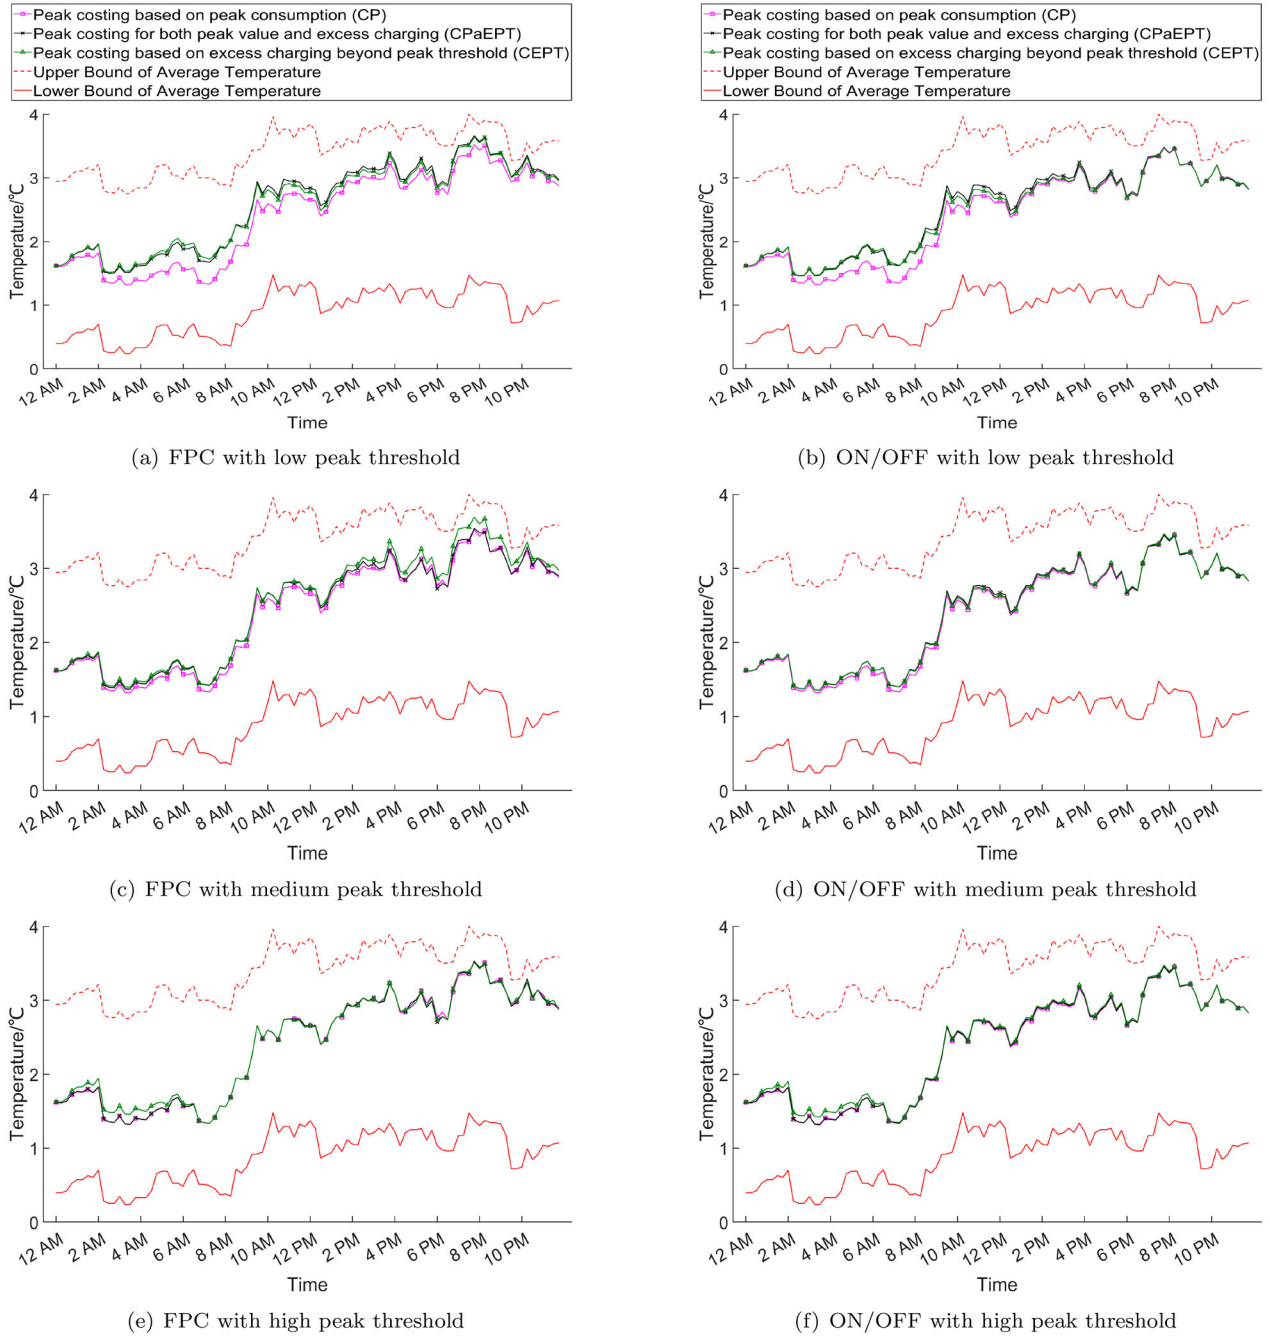 Peak costing based on peak consumption (CP)
Peak costing for both peak value and excess charging (CPaEPT)
Peak costing based on excess charging beyond peak threshold (CEPT)
Upper Bound of Average Temperature
Lower Bound of Average Temperature
Temperature/°C
4
3
2
1
0
12 AM 2 AM 4 AM 6 AM 8 AM 10 AM 12 PM 2 PM 4 PM 6 PM 8 PM 10 PM
Time
(a) FPC with low peak threshold
Peak costing based on peak consumption (CP)
Peak costing for both peak value and excess charging (CPaEPT)
Peak costing based on excess charging beyond peak threshold (CEPT)
Upper Bound of Average Temperature
Lower Bound of Average Temperature
Temperature/°C
4
3
2
1
0
12 AM 2 AM 4 AM 6 AM 8 AM 10 AM 12 PM 2 PM 4 PM 6 PM 8 PM 10 PM
Time
(b) ON/OFF with low peak threshold
Temperature/°C
4
3
2
1
0
12 AM 2 AM 4 AM 6 AM 8 AM 10 AM 12 PM 2 PM 4 PM 6 PM 8 PM 10 PM
Time
(c) FPC with medium peak threshold
Temperature/°C
4
3
2
1
0
12 AM 2 AM 4 AM 6 AM 8 AM 10 AM 12 PM 2 PM 4 PM 6 PM 8 PM 10 PM
Time
(d) ON/OFF with medium peak threshold
Temperature/°C
4
3
2
1
0
12 AM 2 AM 4 AM 6 AM 8 AM 10 AM 12 PM 2 PM 4 PM 6 PM 8 PM 10 PM
Time
(e) FPC with high peak threshold
Temperature/°C
4
3
2
1
0
12 AM 2 AM 4 AM 6 AM 8 AM 10 AM 12 PM 2 PM 4 PM 6 PM 8 PM 10 PM
Time
(f) ON/OFF with high peak threshold